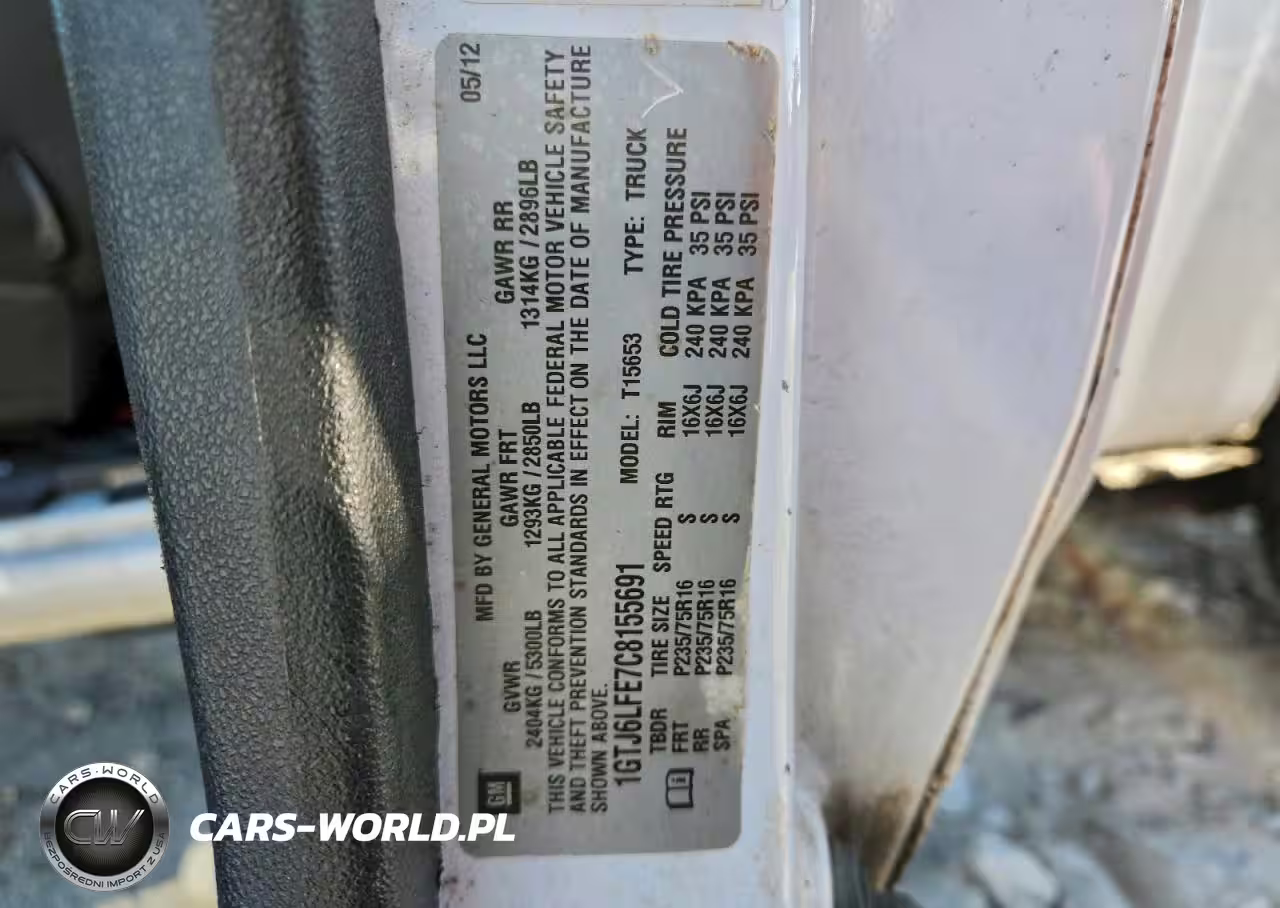 MFD BY GENERAL MOTORS LLC 05/12
GVWR GAWR FRT GAWR RR
2404KG / 5300LB 1293KG / 2850LB 1314KG / 2896LB
THIS VEHICLE CONFORMS TO ALL APPLICABLE FEDERAL MOTOR VEHICLE SAFETY
AND THEFT PREVENTION STANDARDS IN EFFECT ON THE DATE OF MANUFACTURE
SHOWN ABOVE.
1GTJ6LFE7C8155691 MODEL: T15653 TYPE: TRUCK
TBDR TIRE SIZE SPEED RTG RIM COLD TIRE PRESSURE
FRT P235/75R16 S 16X6J 240 KPA 35 PSI
RR P235/75R16 S 16X6J 240 KPA 35 PSI
SPA P235/75R16 S 16X6J 240 KPA 35 PSI
GM
i
CARS-WORLD
CW
BEZPOŚREDNI IMPORT Z USA
CARS-WORLD.PL